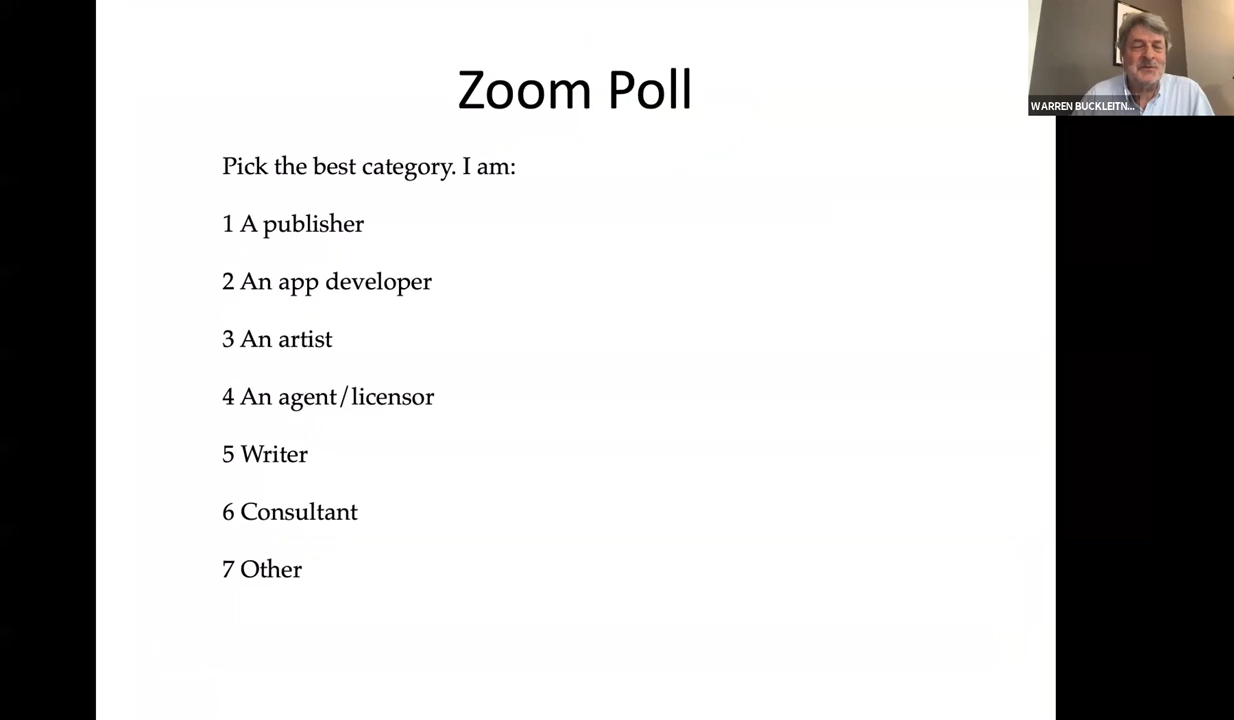 Zoom Poll
WARREN BUCKLEITN...
Pick the best category. I am:
1 A publisher
2 An app developer
3 An artist
4 An agent/licensor
5 Writer
6 Consultant
7 Other